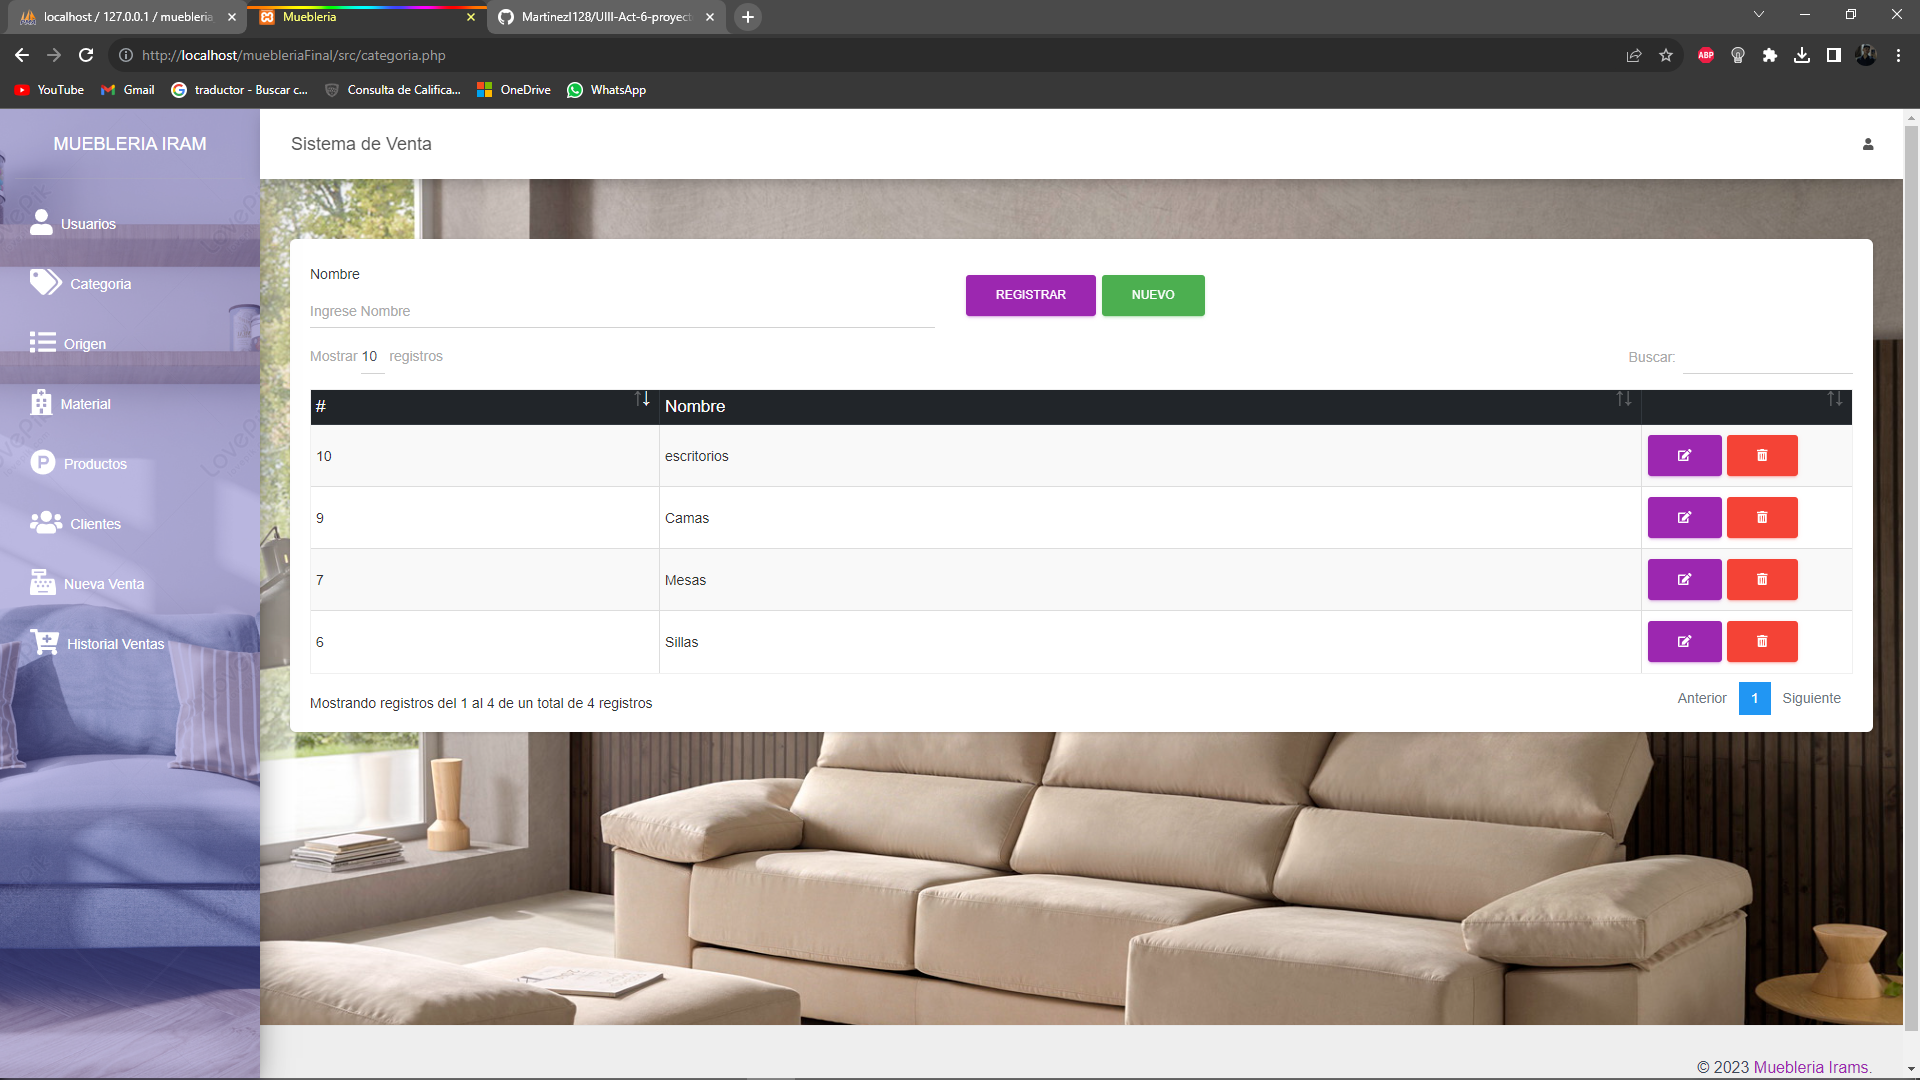 localhost / 127.0.0.1 / muebleria
Muebleria
MartinezI128/UIII-Act-6-proyect
http://localhost/muebleriaFinal/src/categoria.php
ABP
YouTube
Gmail
traductor - Buscar c...
Consulta de Califica...
OneDrive
WhatsApp
MUEBLERIA IRAM
Sistema de Venta
Usuarios
Categoria
Origen
Material
Productos
Clientes
Nueva Venta
Historial Ventas
Nombre
Ingrese Nombre
REGISTRAR
NUEVO
Mostrar 10 registros
Buscar:
# Nombre
10 escritorios
9 Camas
7 Mesas
6 Sillas
Mostrando registros del 1 al 4 de un total de 4 registros
Anterior 1 Siguiente
© 2023 Muebleria Irams.